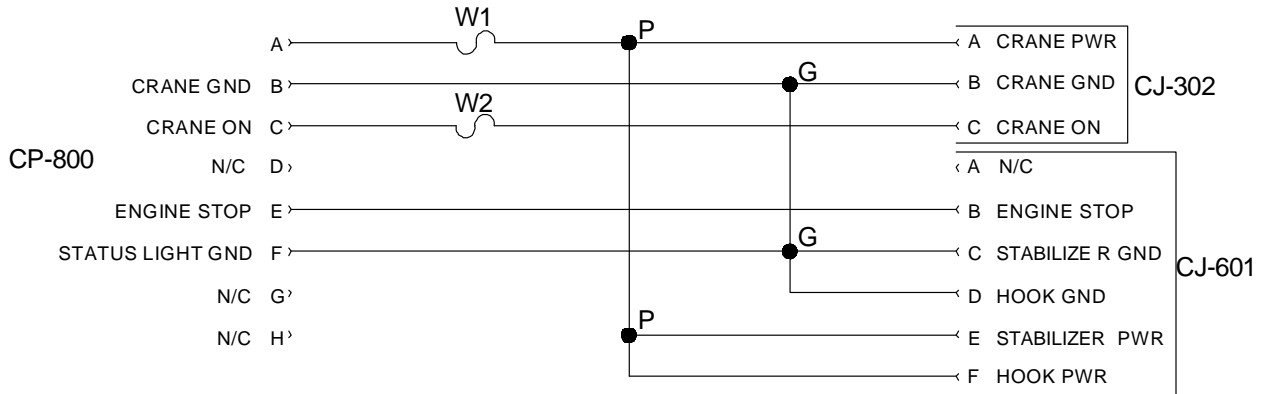 W1
P
A
A CRANE PWR
CRANE GND B
G
B CRANE GND
CJ-302
W2
CRANE ON C
C CRANE ON
CP-800
N/C D
A N/C
ENGINE STOP E
B ENGINE STOP
G
STATUS LIGHT GND F
C STABILIZE R GND
CJ-601
N/C G
D HOOK GND
P
N/C H
E STABILIZER PWR
F HOOK PWR